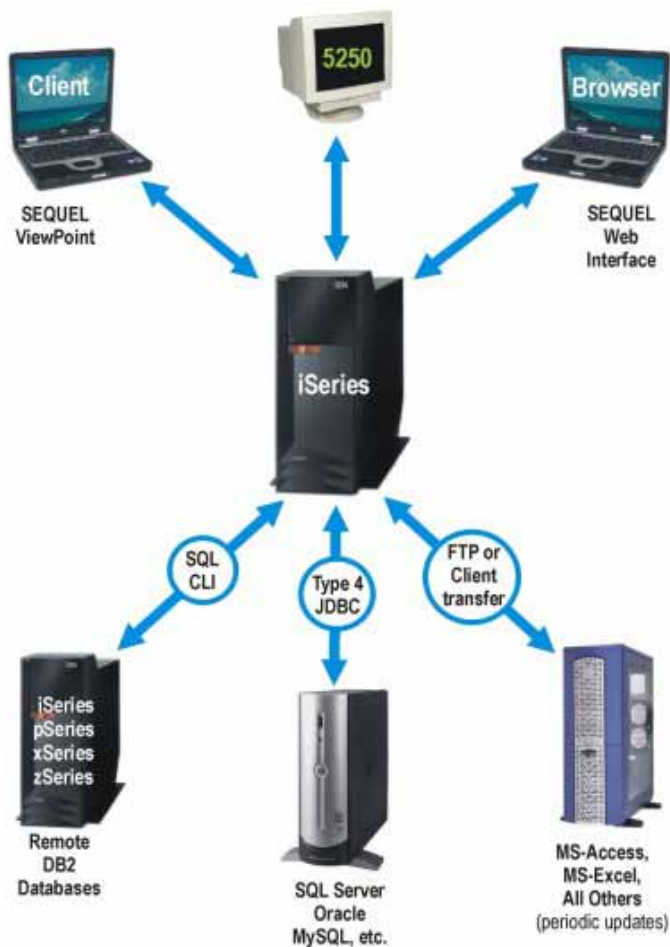 5250
Client
Browser
SEQUEL
ViewPoint
SEQUEL
Web
Interface
IBM
iSeries
SQL
CLI
Type 4
JDBC
FTP or
Client
transfer
iSeries
pSeries
xSeries
zSeries
Remote
DB2
Databases
SQL Server
Oracle
MySQL, etc.
MS-Access,
MS-Excel,
All Others
(periodic updates)